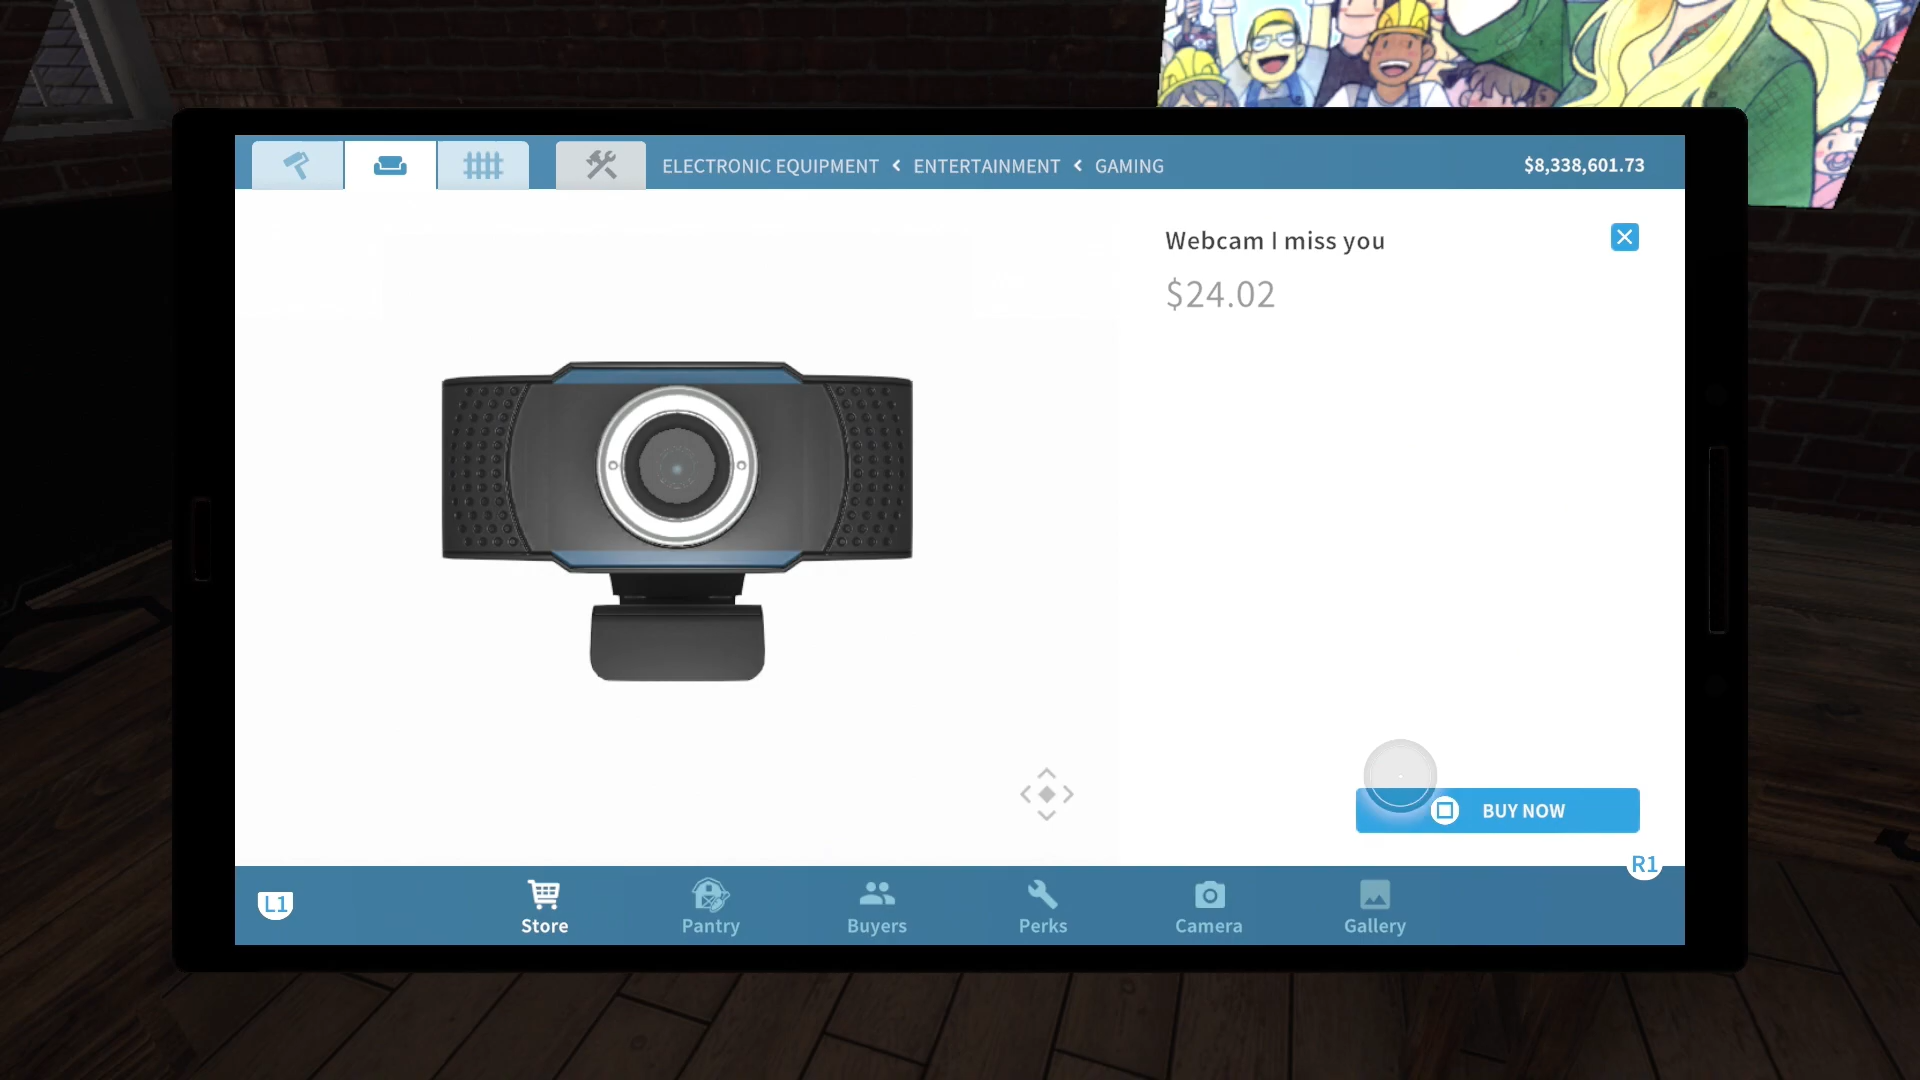 ELECTRONIC EQUIPMENT < ENTERTAINMENT < GAMING
$8,338,601.73
Webcam I miss you
$24.02
BUY NOW
R1
L1
Store
Pantry
Buyers
Perks
Camera
Gallery